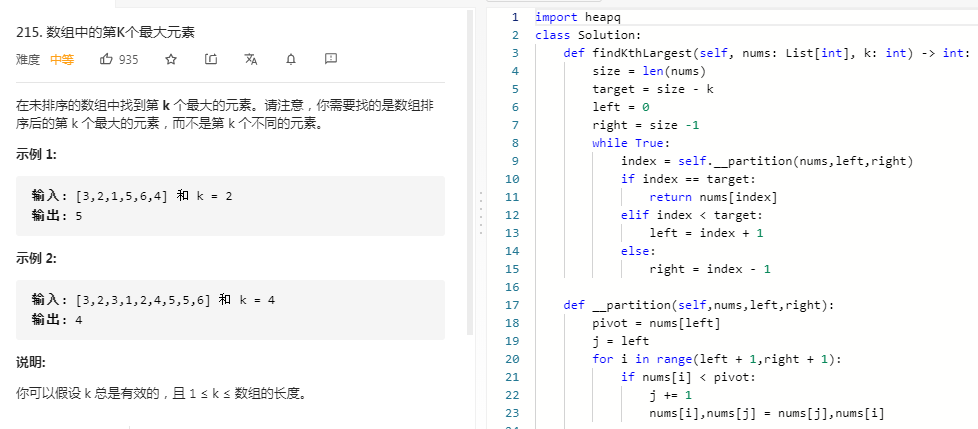 215. 数组中的第K个最大元素
难度 中等 935
在未排序的数组中找到第 k 个最大的元素。请注意，你需要找的是数组排
序后的第 k 个最大的元素，而不是第 k 个不同的元素。
示例 1:
输入: [3,2,1,5,6,4] 和 k = 2
输出: 5
示例 2:
输入: [3,2,3,1,2,4,5,5,6] 和 k = 4
输出: 4
说明:
你可以假设 k 总是有效的，且 1 ≤ k ≤ 数组的长度。
1 import heapq
2 class Solution:
3     def findKthLargest(self, nums: List[int], k: int) -> int:
4         size = len(nums)
5         target = size - k
6         left = 0
7         right = size -1
8         while True:
9             index = self.__partition(nums,left,right)
10             if index == target:
11                 return nums[index]
12             elif index < target:
13                 left = index + 1
14             else:
15                 right = index - 1
16
17     def __partition(self,nums,left,right):
18         pivot = nums[left]
19         j = left
20         for i in range(left + 1,right + 1):
21             if nums[i] < pivot:
22                 j += 1
23                 nums[i],nums[j] = nums[j],nums[i]